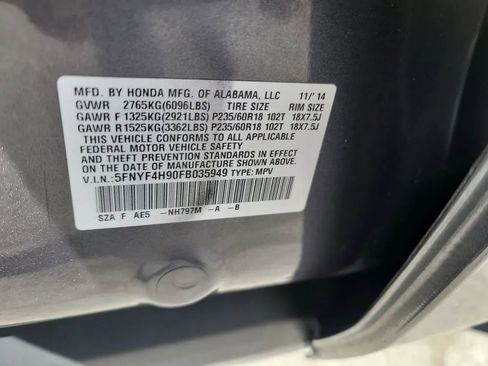 MFD. BY HONDA MFG. OF ALABAMA, LLC 11/'14
GVWR 2765KG(6096LBS) TIRE SIZE RIM SIZE
GAWR F 1325KG(2921LBS) P235/60R18 102T 18X7.5J
GAWR R 1525KG(3362LBS) P235/60R18 102T 18X7.5J
THIS VEHICLE CONFORMS TO ALL APPLICABLE
FEDERAL MOTOR VEHICLE SAFETY AND
THEFT PREVENTION STANDARDS IN EFFECT ON
THE DATE OF MANUFACTURE SHOWN ABOVE.
V.I.N.: 5FNYF4H90FB035949 TYPE: MPV
SZA F AE5 -NH797M -A -B